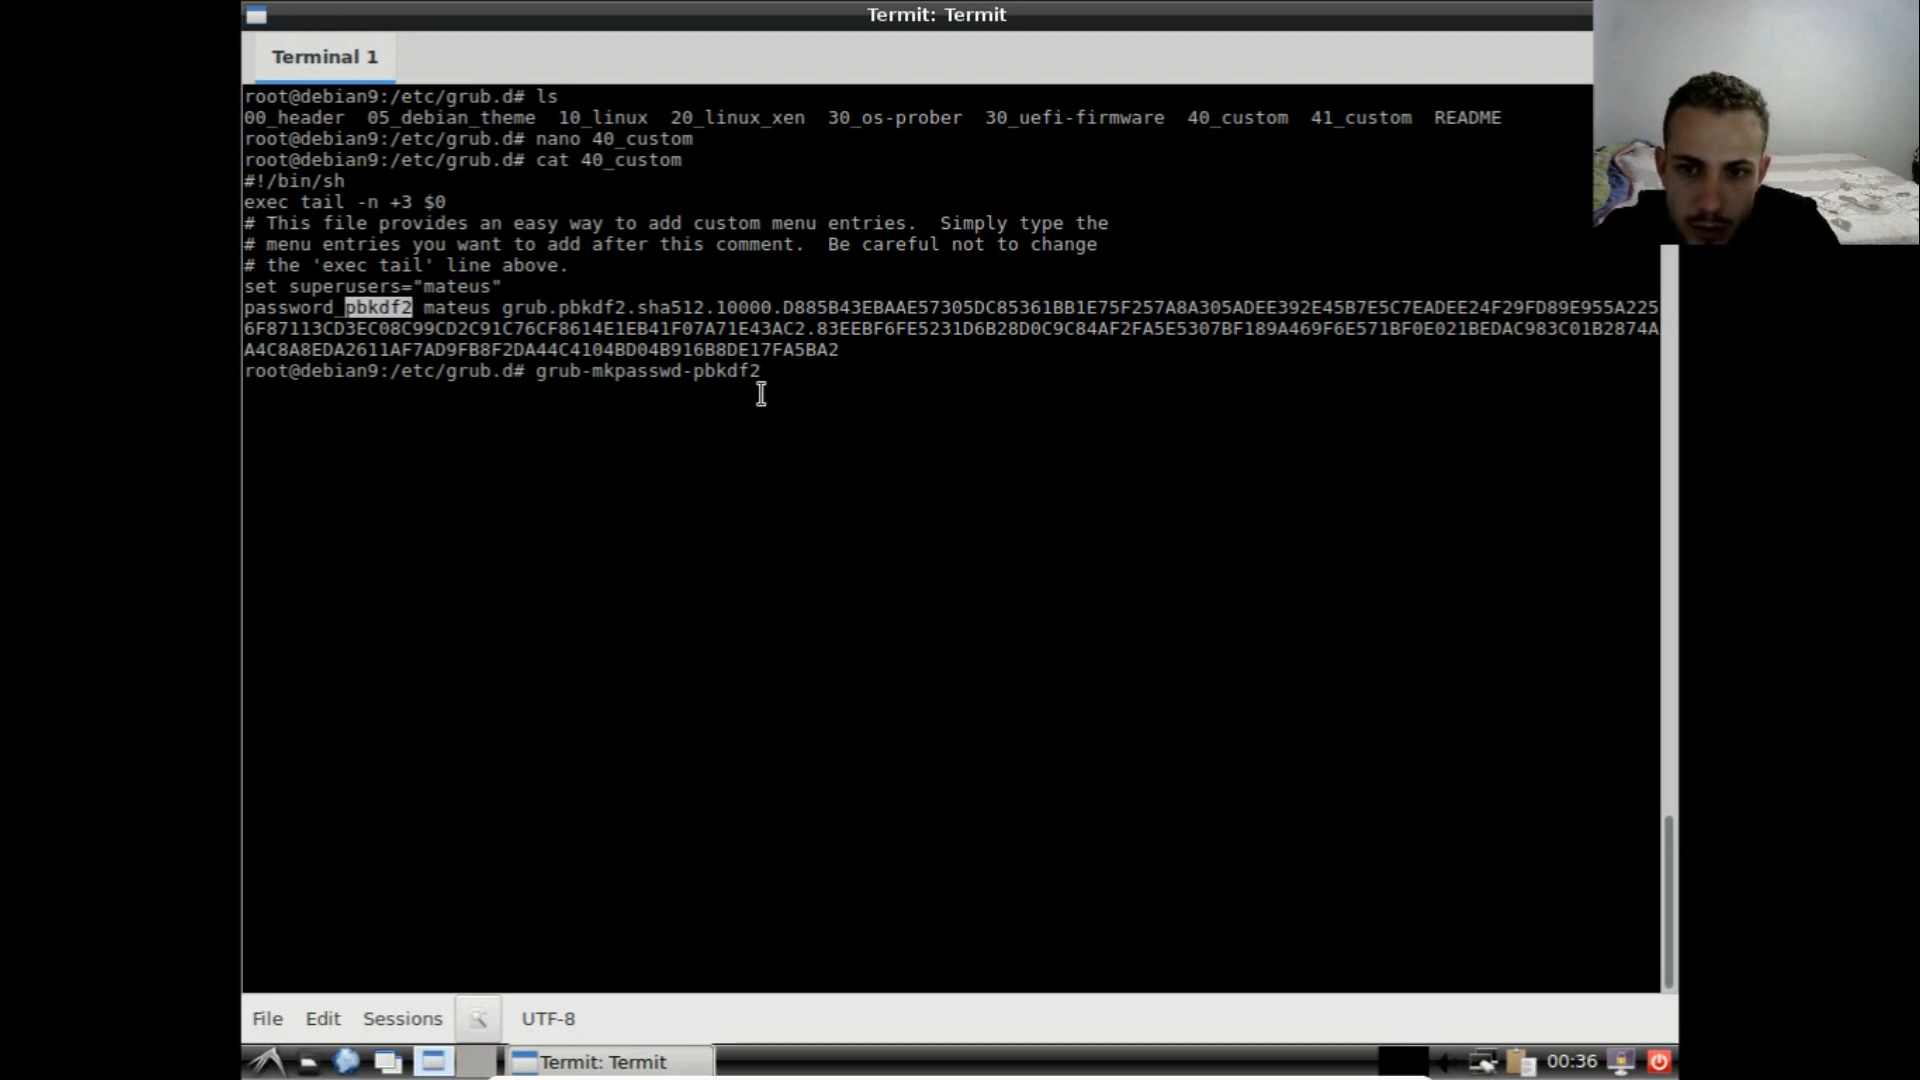 Termit: Termit
Terminal 1
root@debian9:/etc/grub.d# ls
00_header  05_debian_theme  10_linux  20_linux_xen  30_os-prober  30_uefi-firmware  40_custom  41_custom  README
root@debian9:/etc/grub.d# nano 40_custom
root@debian9:/etc/grub.d# cat 40_custom
#!/bin/sh
exec tail -n +3 $0
# This file provides an easy way to add custom menu entries.  Simply type the
# menu entries you want to add after this comment.  Be careful not to change
# the 'exec tail' line above.
set superusers="mateus"
password_pbkdf2 mateus grub.pbkdf2.sha512.10000.D885B43EBAAE57305DC85361BB1E75F257A8A305ADEE392E45B7E5C7EADEE24F29FD89E955A225
6F87113CD3EC08C99CD2C91C76CF8614E1EB41F07A71E43AC2.83EEBF6FE5231D6B28D0C9C84AF2FA5E5307BF189A469F6E571BF0E021BEDAC983C01B2874A
A4C8A8EDA2611AF7AD9FB8F2DA44C4104BD04B916B8DE17FA5BA2
root@debian9:/etc/grub.d# grub-mkpasswd-pbkdf2
File  Edit  Sessions  UTF-8
Termit: Termit  00:36